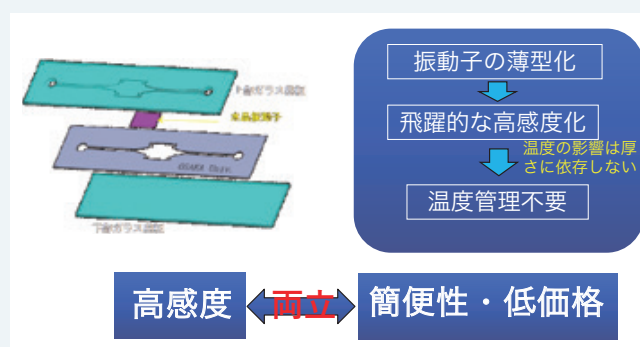 振動子の薄型化
飛躍的な高感度化
温度の影響は厚
さに依存しない
温度管理不要
高感度
両立
簡便性・低価格